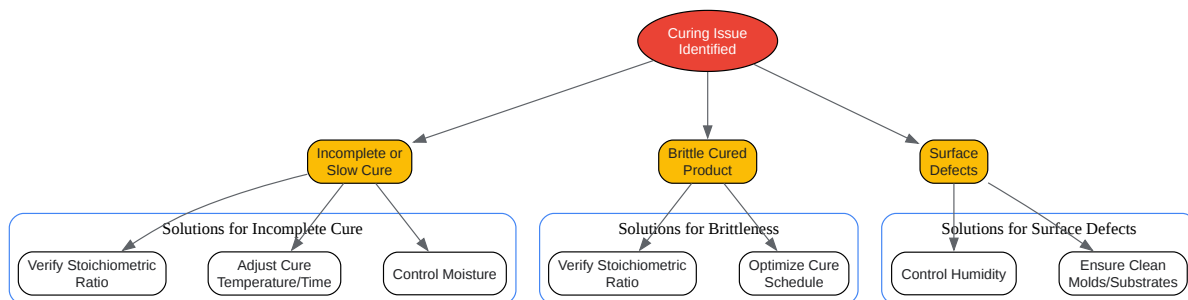 Curing Issue
Identified
Incomplete or
Slow Cure
Brittle Cured
Product
Surface
Defects
Solutions for Incomplete Cure
Solutions for Brittleness
Solutions for Surface Defects
Verify Stoichiometric
Ratio
Adjust Cure
Temperature/Time
Control Moisture
Verify Stoichiometric
Ratio
Optimize Cure
Schedule
Control Humidity
Ensure Clean
Molds/Substrates